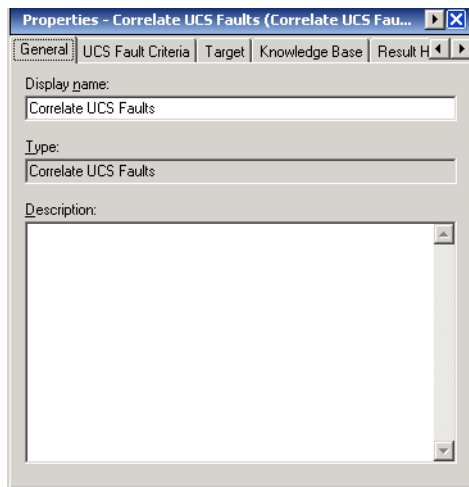 Properties - Correlate UCS Faults (Correlate UCS Fau...
General UCS Fault Criteria Target Knowledge Base Result H
Display name:
Correlate UCS Faults
Type:
Correlate UCS Faults
Description: